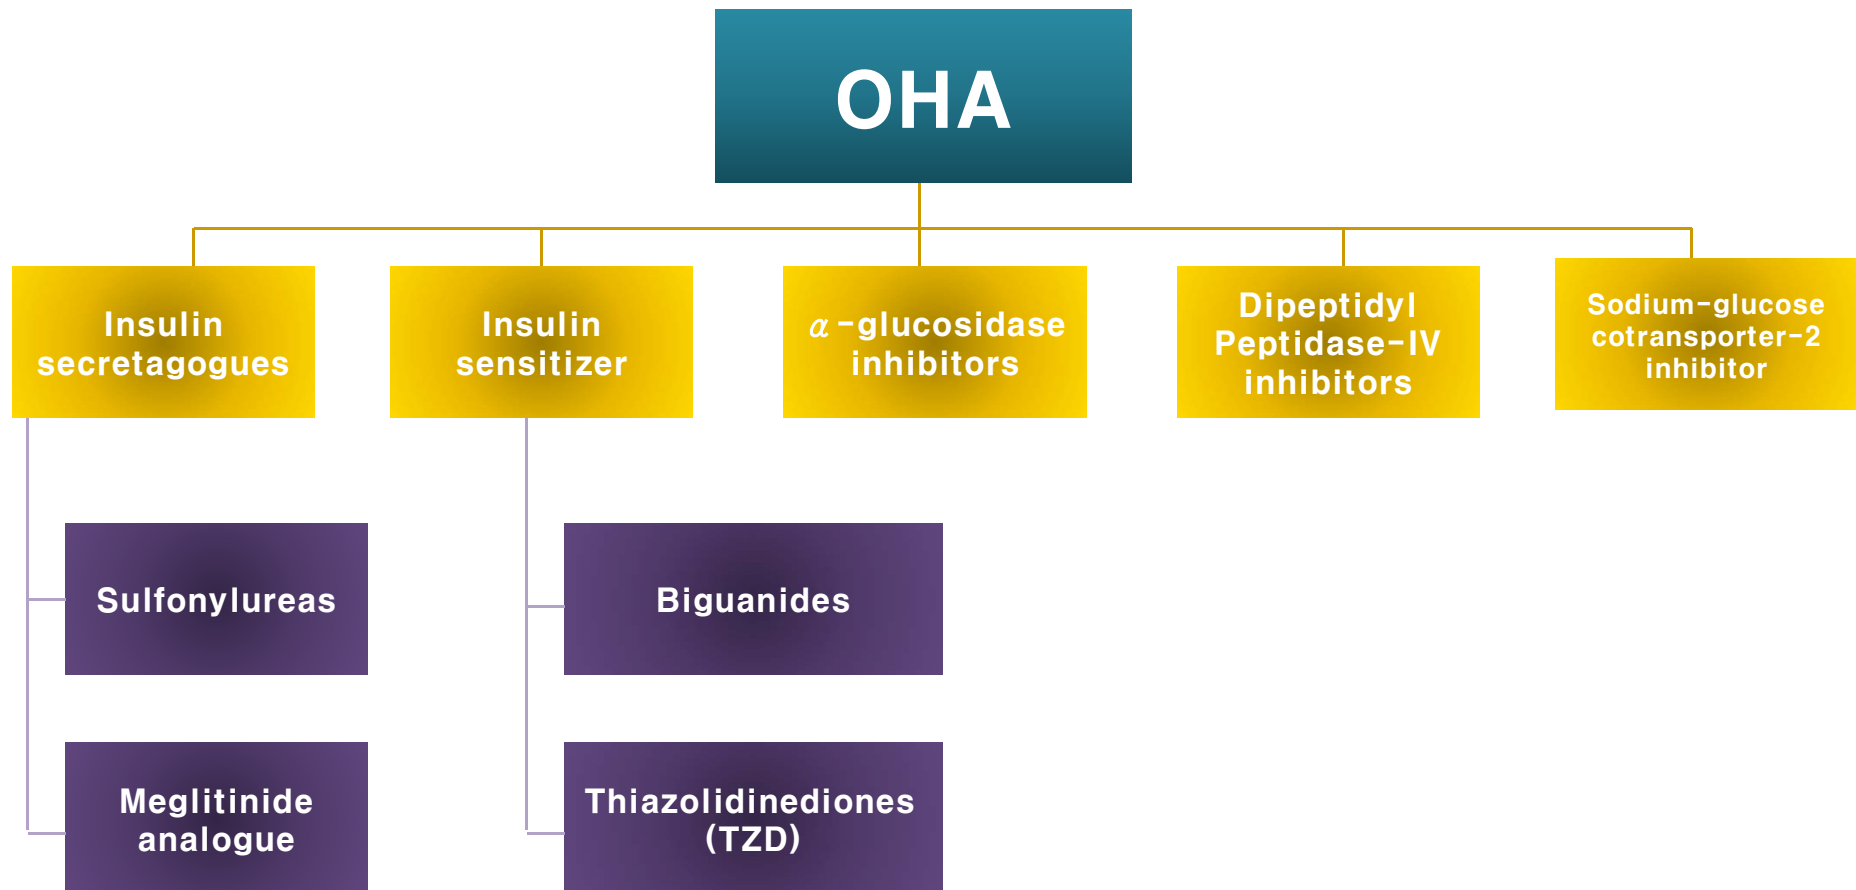 OHA
Insulin
secretagogues
Insulin
sensitizer
α-glucosidase
inhibitors
Dipeptidyl
Peptidase-IV
inhibitors
Sodium-glucose
cotransporter-2
inhibitor
Sulfonylureas
Biguanides
Meglitinide
analogue
Thiazolidinediones
(TZD)